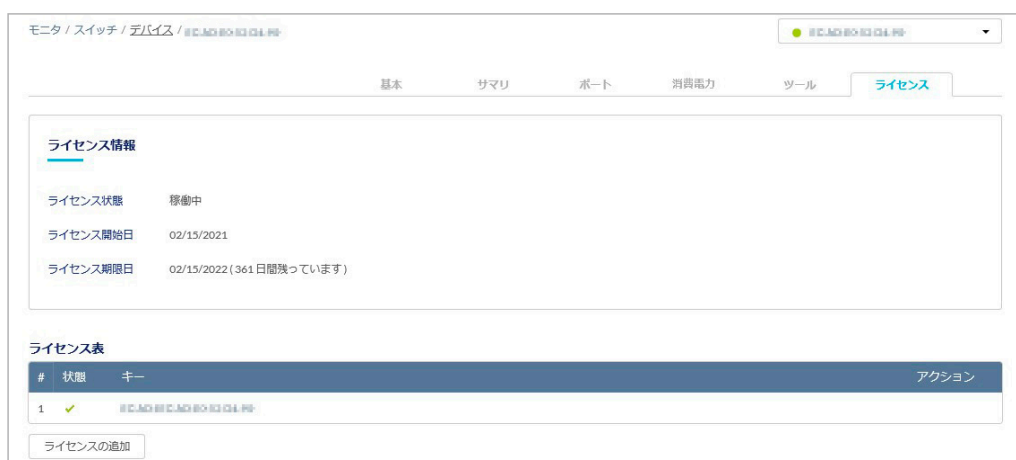 モニタ / スイッチ / デバイス /
基本 サマリ ポート 消費電力 ツール ライセンス
ライセンス情報
ライセンス状態 稼働中
ライセンス開始日 02/15/2021
ライセンス期限日 02/15/2022 ( 361 日間残っています )
ライセンス表
# 状態 キー アクション
1
ライセンスの追加